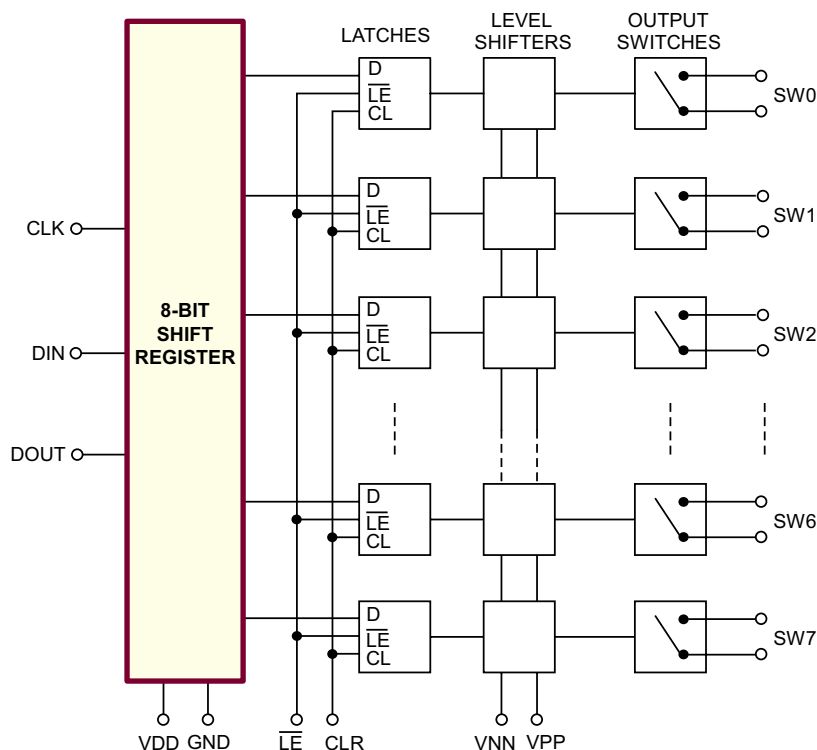 LATCHES
LEVEL
SHIFTERS
OUTPUT
SWITCHES
D
LE
CL
SW0
D
LE
CL
SW1
CLK
8-BIT
SHIFT
REGISTER
D
LE
CL
SW2
DIN
DOUT
D
LE
CL
SW6
D
LE
CL
SW7
VDD
GND
LE
CLR
VNN
VPP